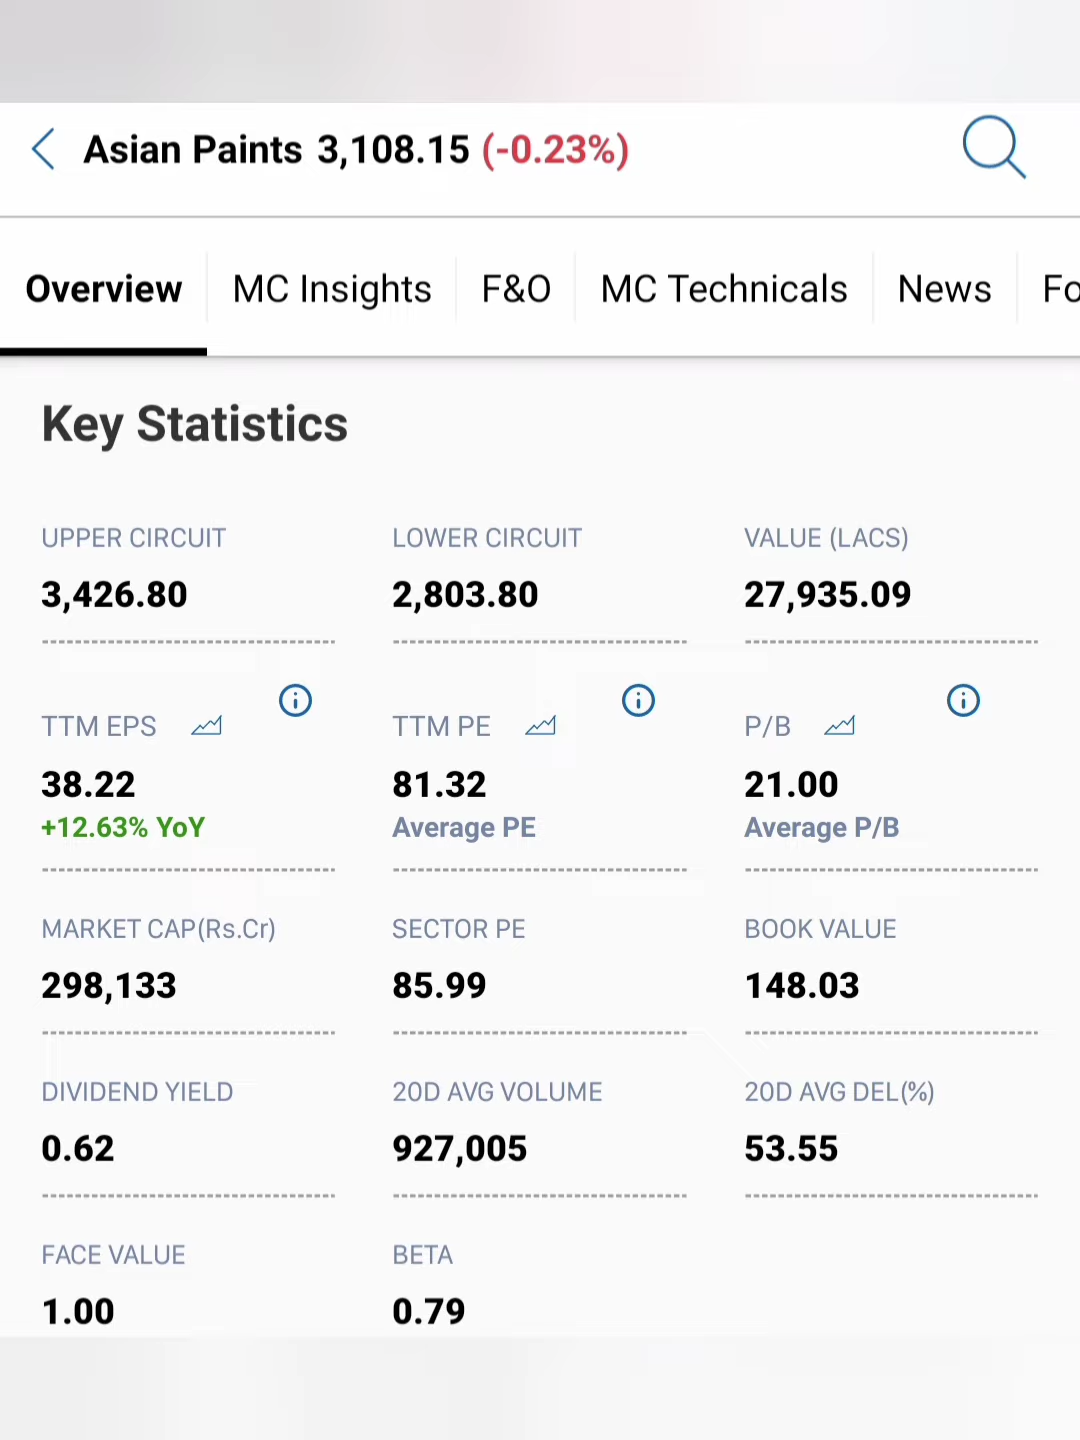 Asian Paints 3,108.15 (-0.23%)
Overview MC Insights F&O MC Technicals News Fo
Key Statistics
UPPER CIRCUIT LOWER CIRCUIT VALUE (LACS)
3,426.80 2,803.80 27,935.09
TTM EPS TTM PE P/B
38.22 81.32 21.00
+12.63% YoY Average PE Average P/B
MARKET CAP(Rs.Cr) SECTOR PE BOOK VALUE
298,133 85.99 148.03
DIVIDEND YIELD 20D AVG VOLUME 20D AVG DEL(%)
0.62 927,005 53.55
FACE VALUE BETA
1.00 0.79